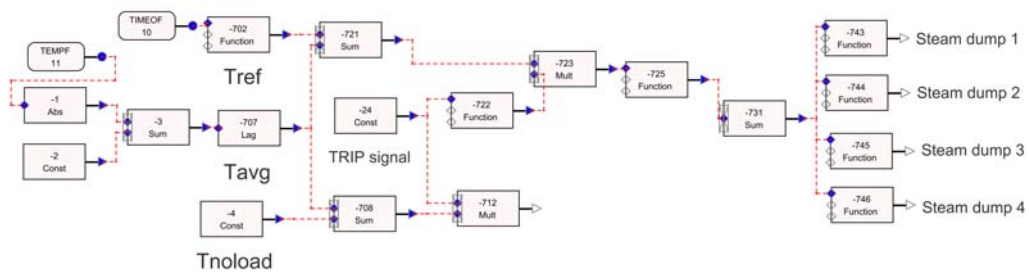 TIMEOF
10
-702
Function
Tref
-721
Sum
TEMPF
11
-1
Abs
-2
Const
-3
Sum
-707
Lag
Tavg
-24
Const
TRIP signal
-722
Function
-723
Mult
-725
Function
-731
Sum
-4
Const
Tnoload
-708
Sum
-712
Mult
-743
Function
Steam dump 1
-744
Function
Steam dump 2
-745
Function
Steam dump 3
-746
Function
Steam dump 4